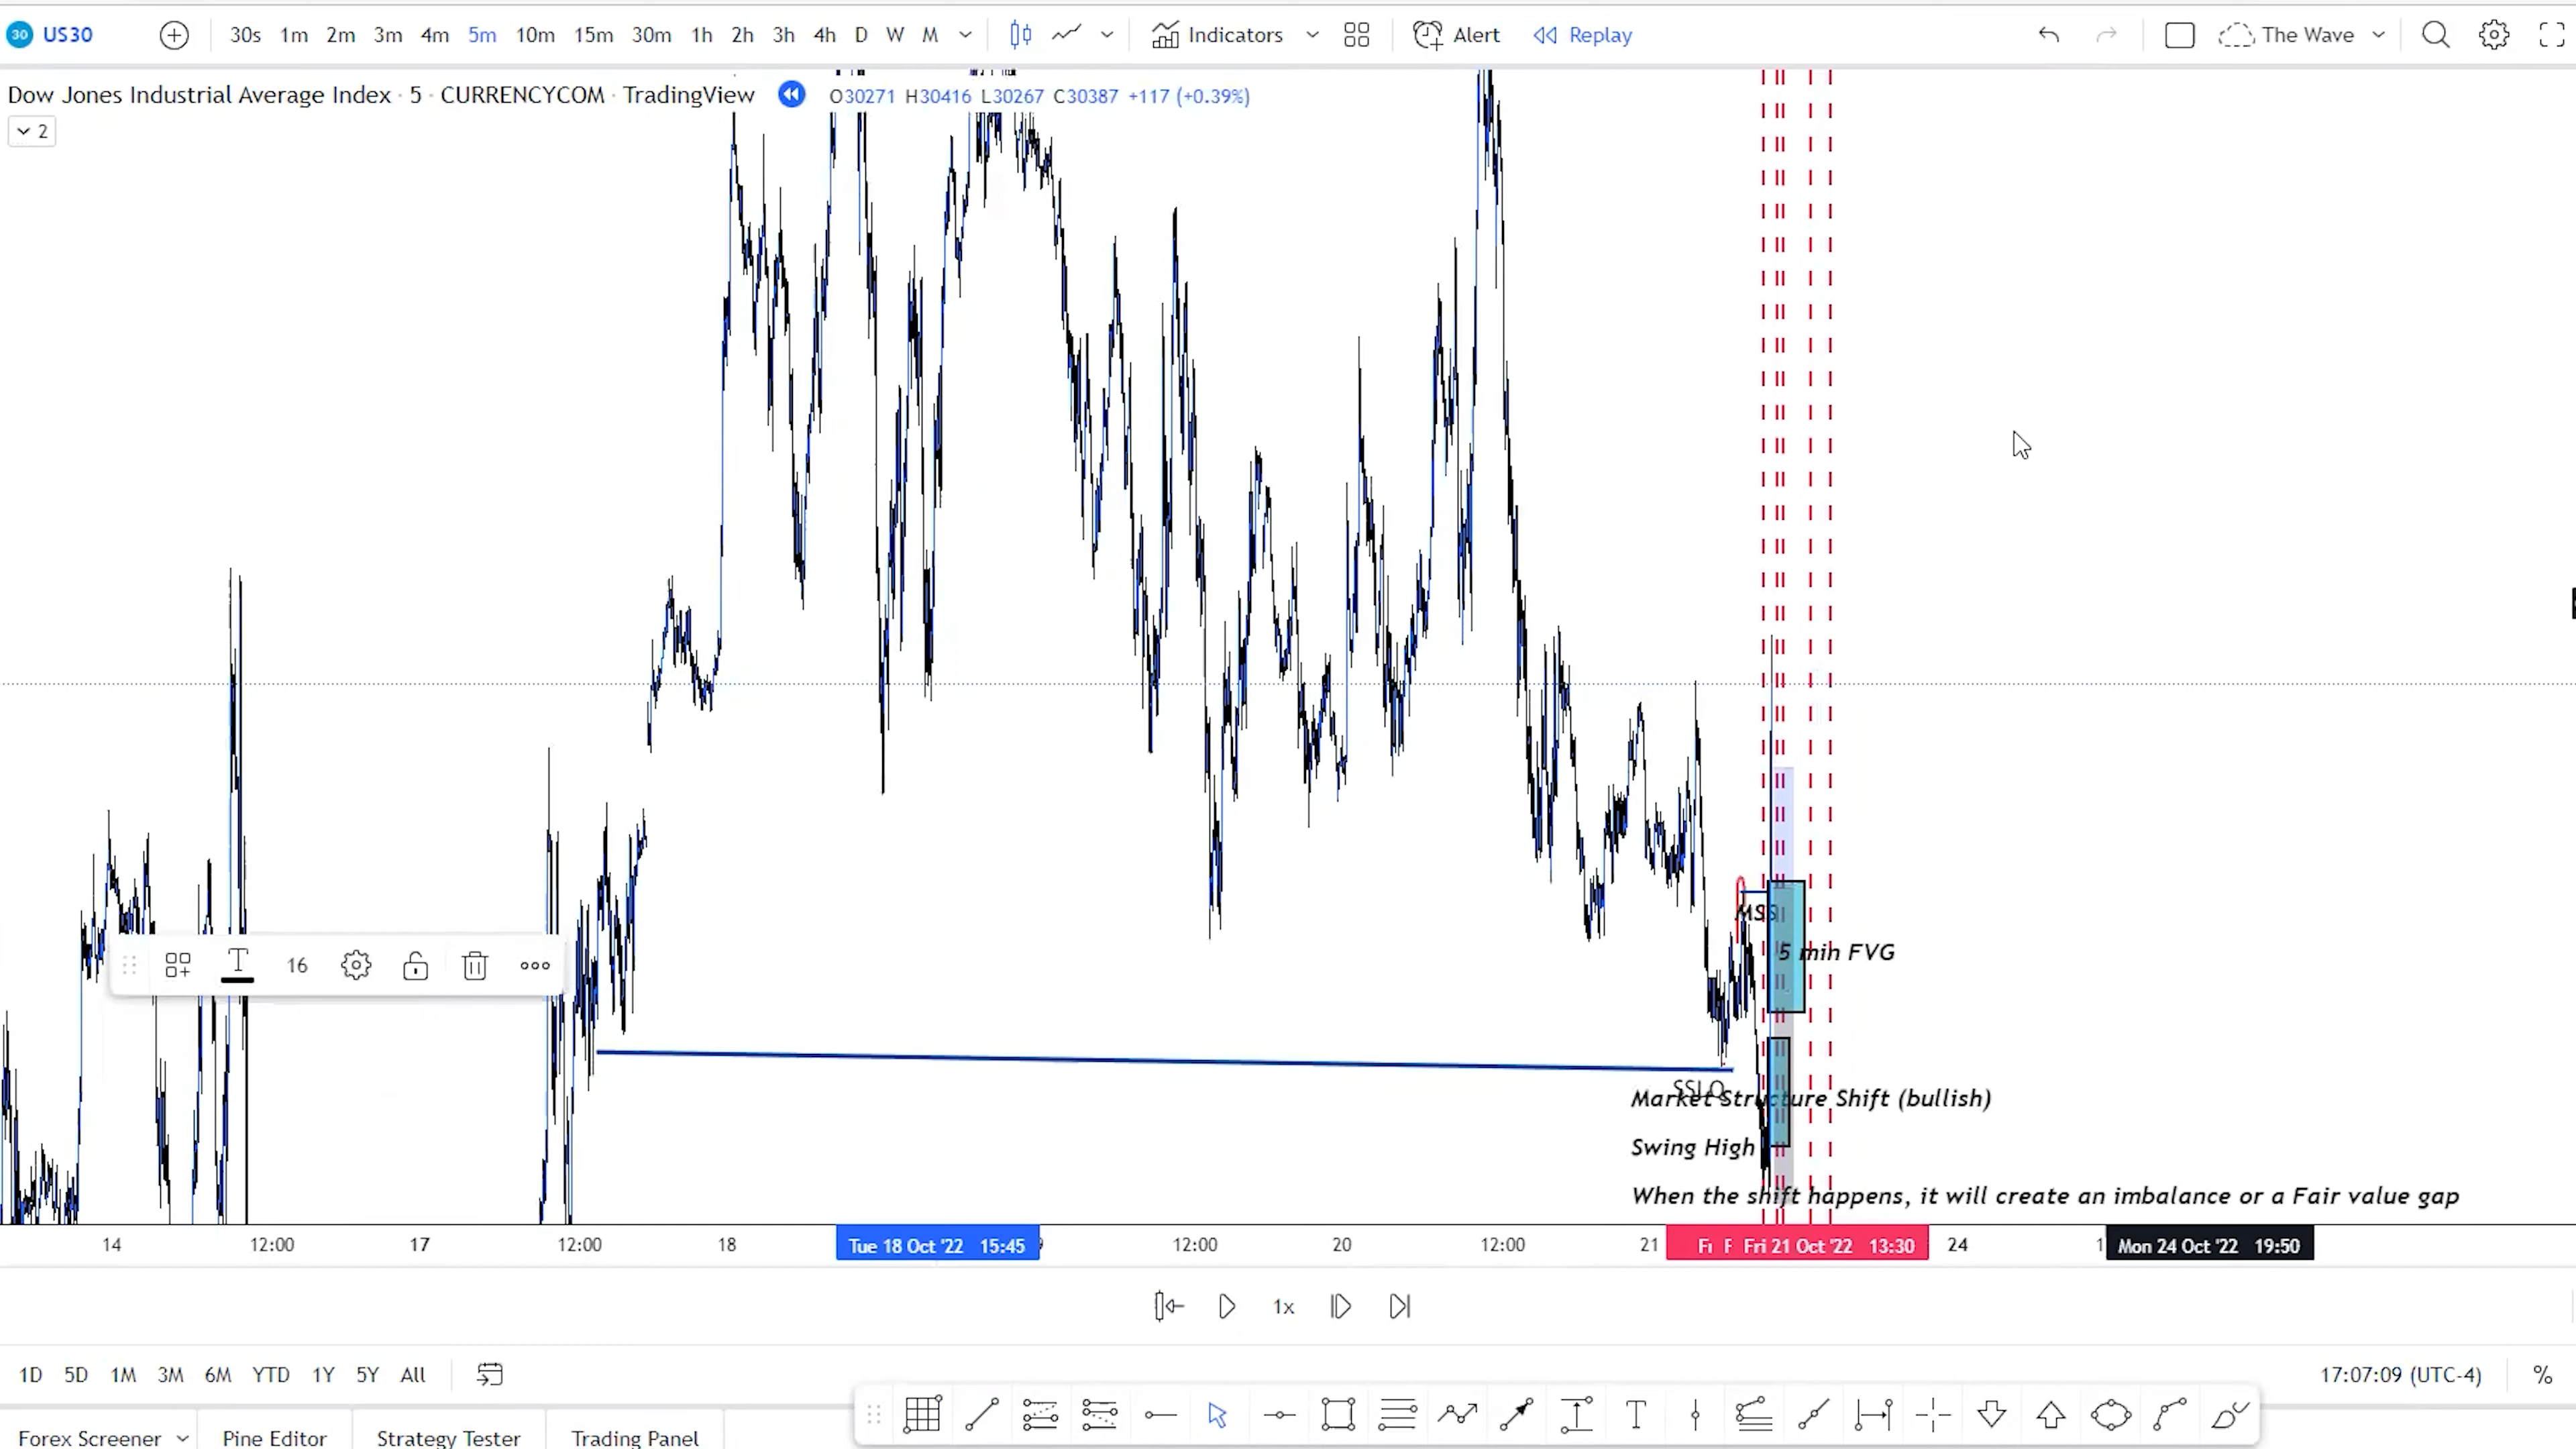 30 US30 30s 1m 2m 3m 4m 5m 10m 15m 30m 1h 2h 3h 4h D W M Indicators Alert Replay The Wave
Dow Jones Industrial Average Index · 5 · CURRENCYCOM · TradingView O30271 H30416 L30267 C30387 +117 (+0.39%)
2
MSS
5 min FVG
16
SSLQ
Market Structure Shift (bullish)
Swing High
When the shift happens, it will create an imbalance or a Fair value gap
14 12:00 17 12:00 18 Tue 18 Oct '22 15:45 12:00 20 12:00 21 Fri 21 Oct '22 13:30 24 Mon 24 Oct '22 19:50
1x
1D 5D 1M 3M 6M YTD 1Y 5Y All 17:07:09 (UTC-4) %
Forex Screener Pine Editor Strategy Tester Trading Panel